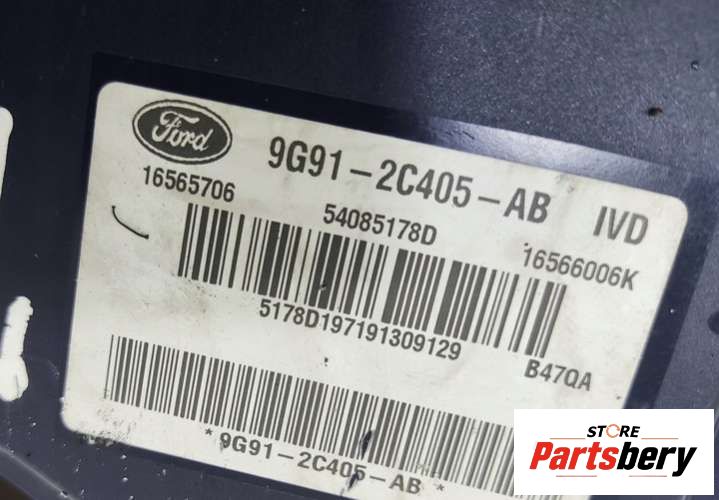 Ford 9G91-2C405-AB IVD
16565706 54085178D 16566006K
5178D197191309129 B47QA
*9G91-2C405-AB*
STORE
Partsbery